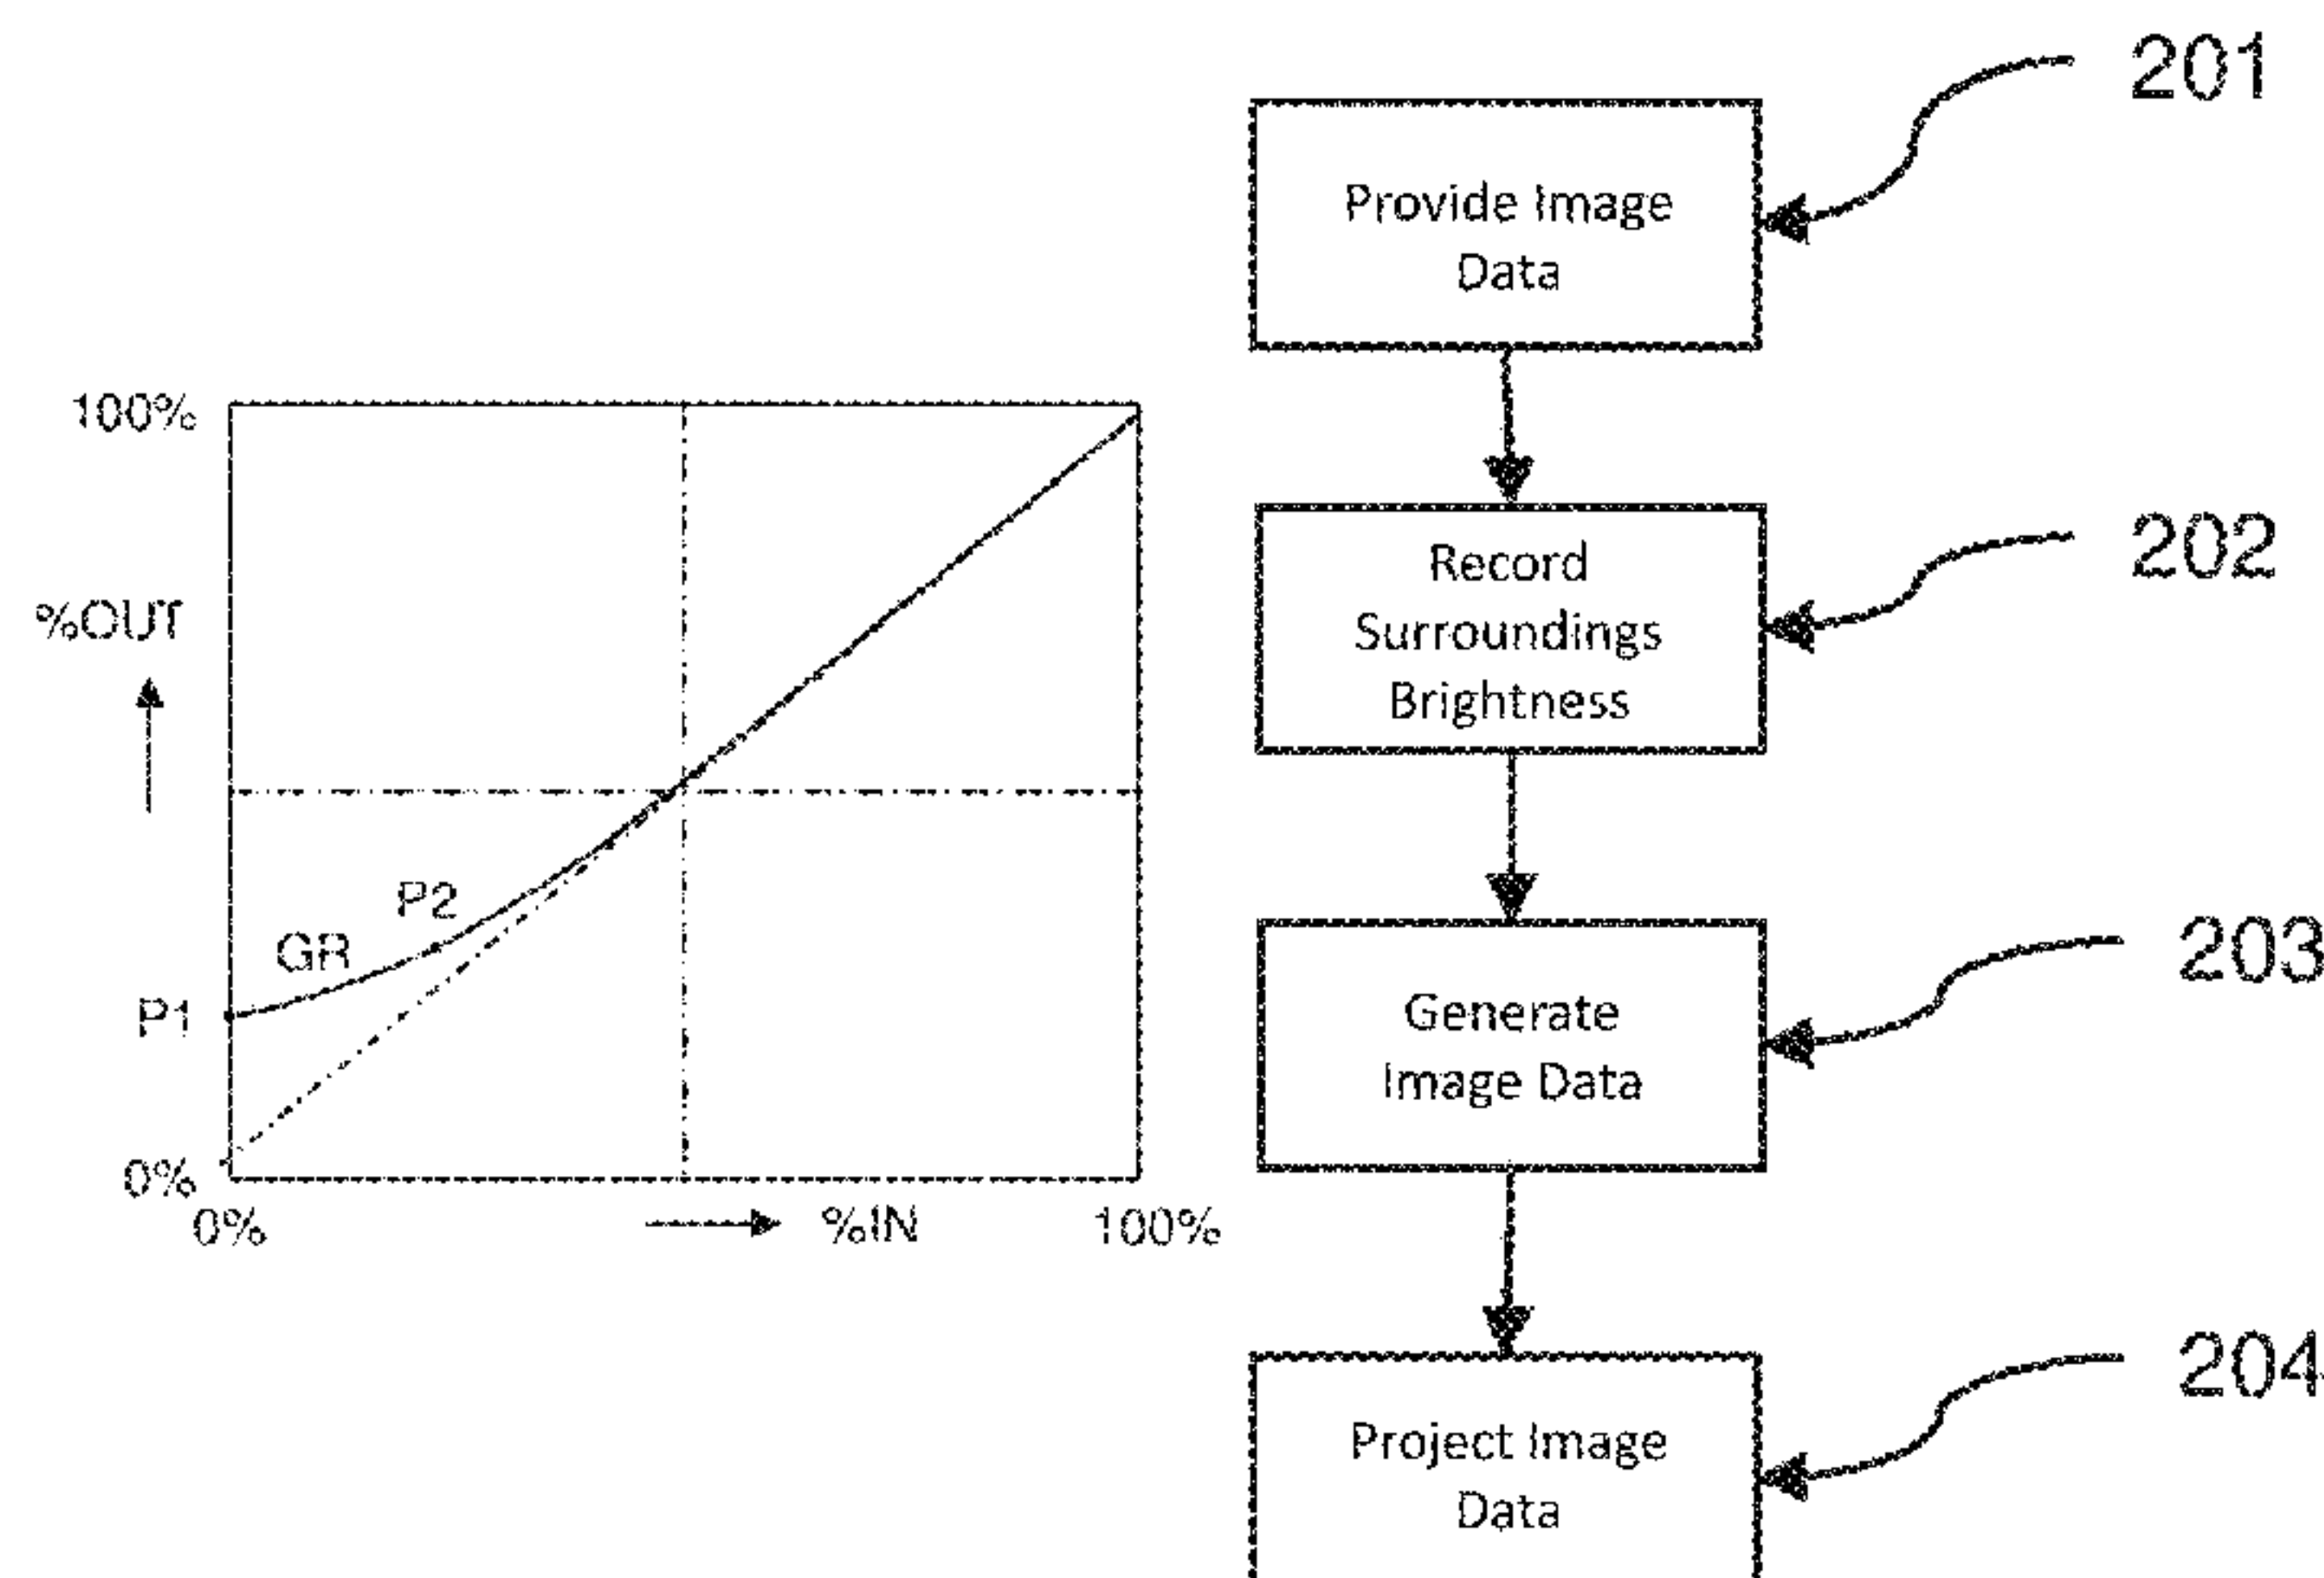 100%
%OUT
P2
GR
P1
0%
0%
%IN
100%
201
Provide Image
Data
202
Record
Surroundings
Brightness
203
Generate
Image Data
204
Project Image
Data